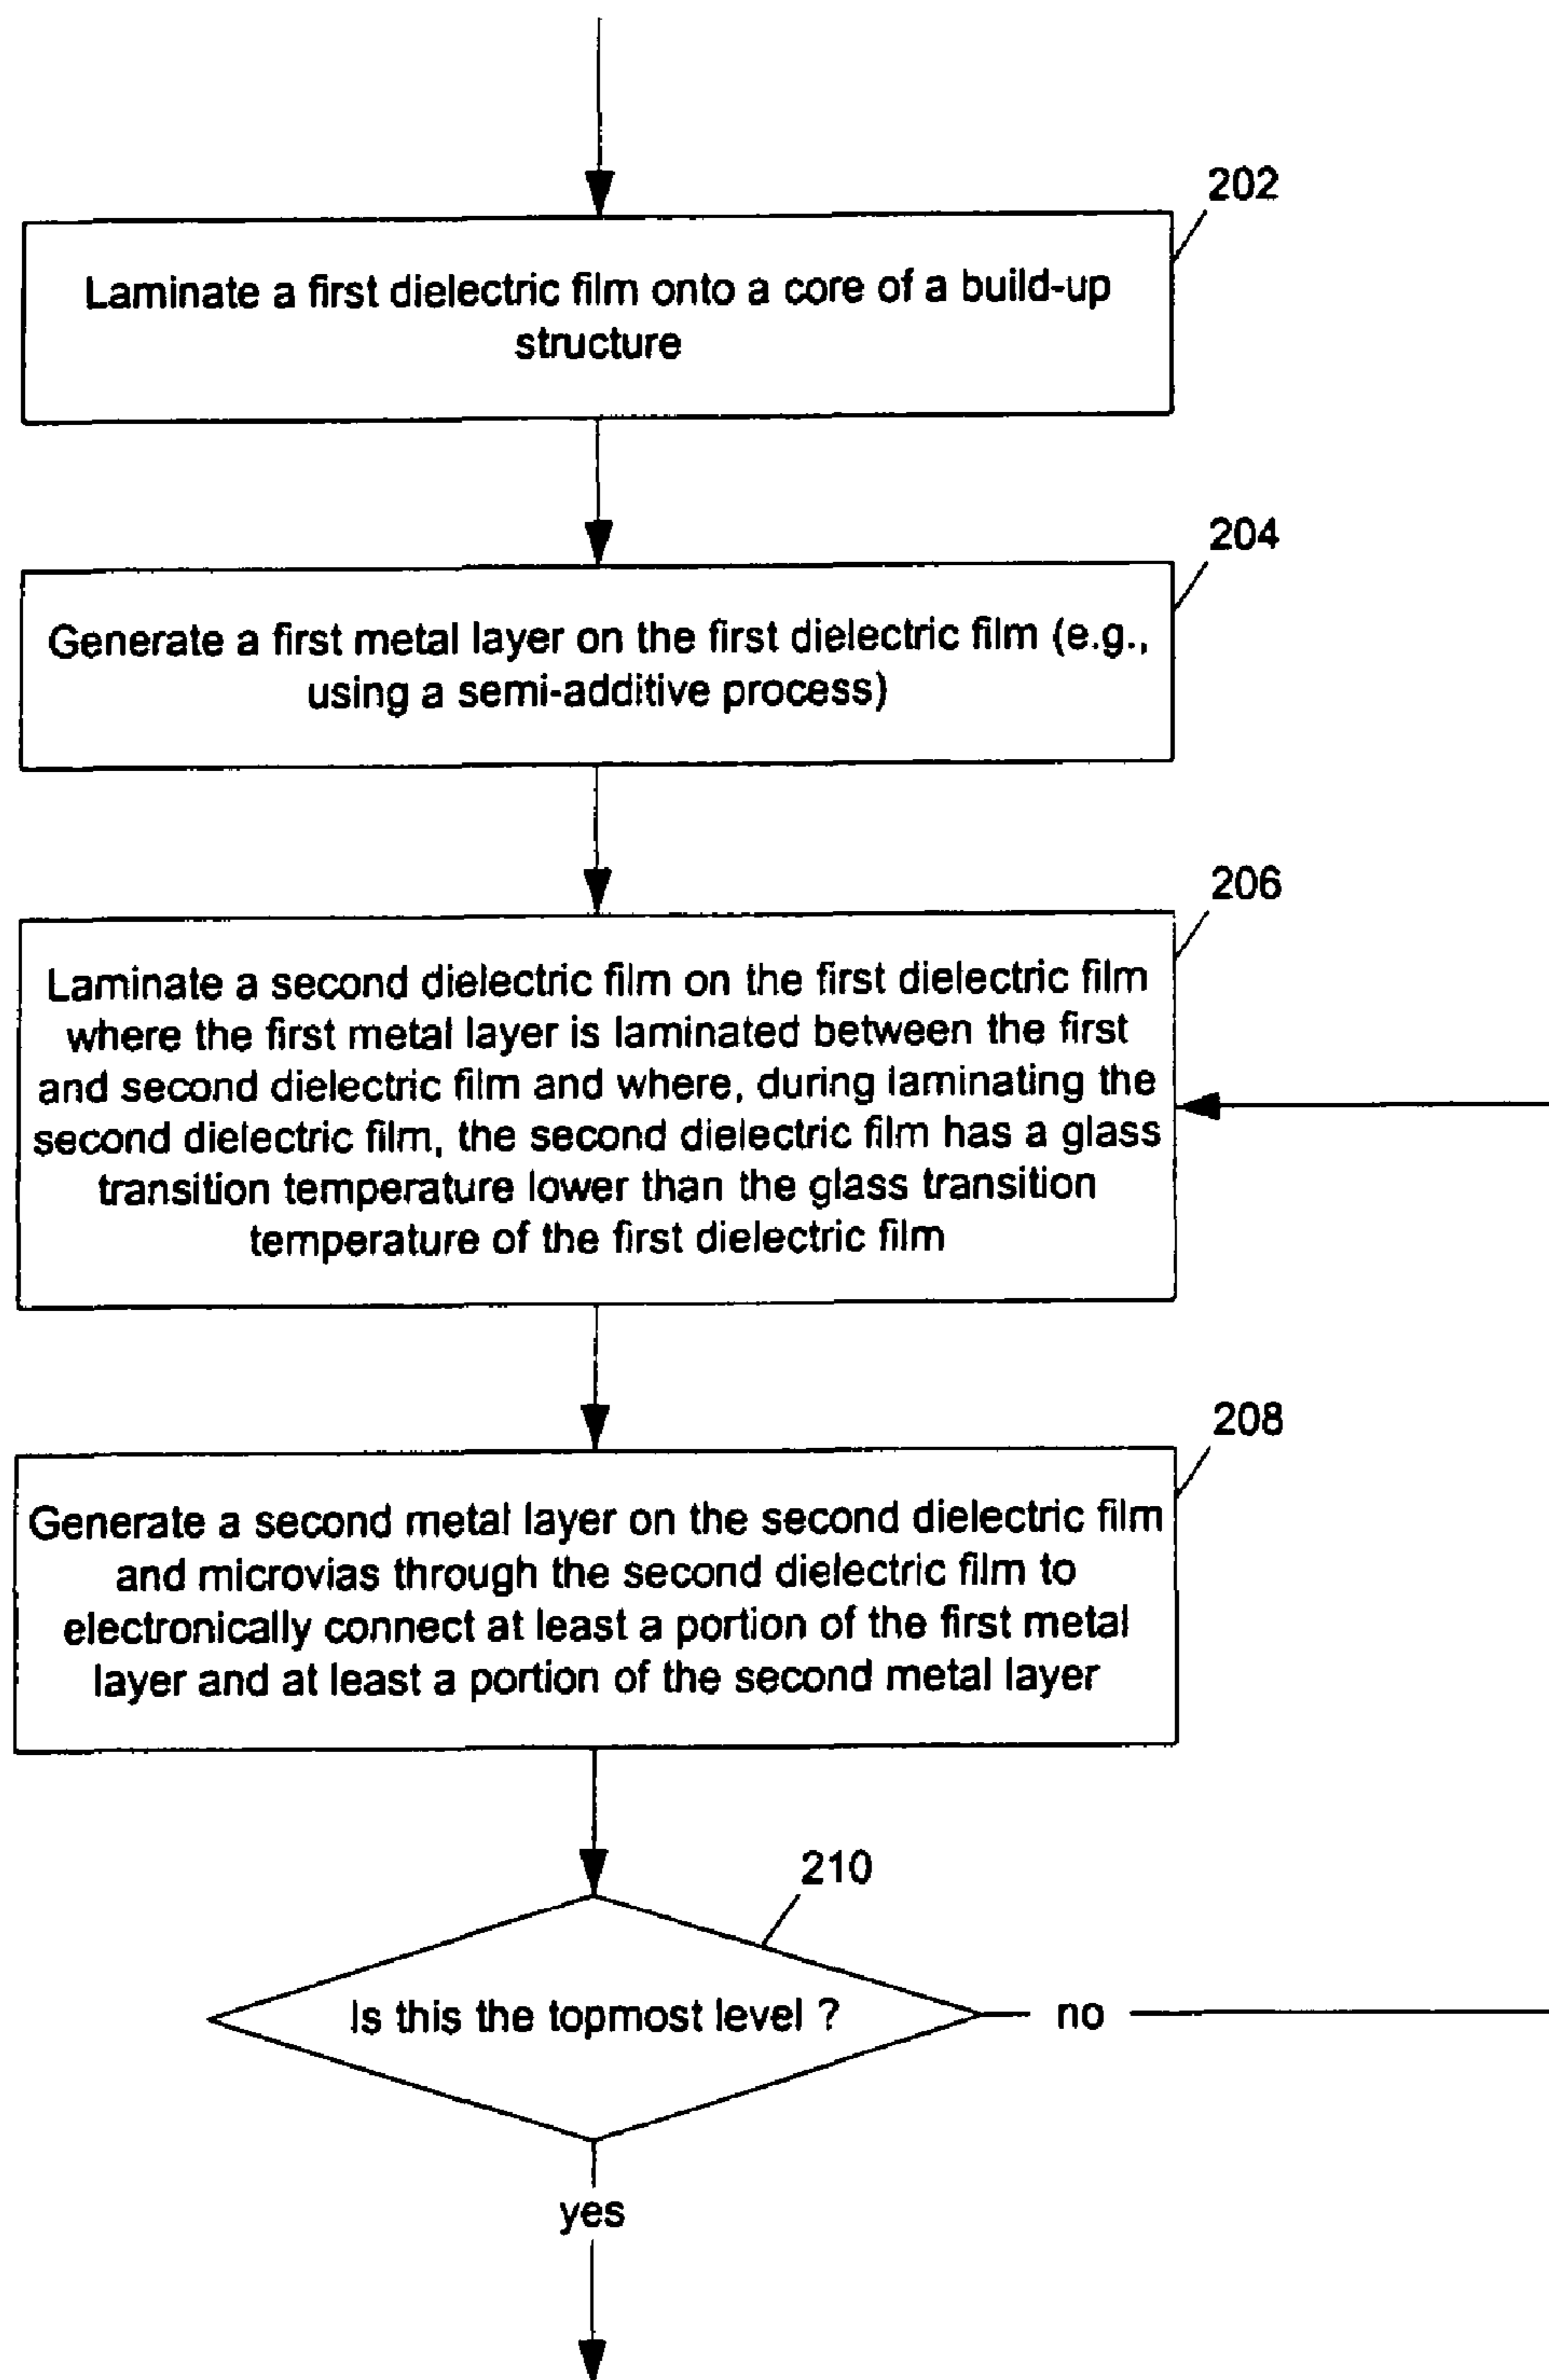 202
Laminate a first dielectric film onto a core of a build-up
structure
204
Generate a first metal layer on the first dielectric film (e.g.,
using a semi-additive process)
206
Laminate a second dielectric film on the first dielectric film
where the first metal layer is laminated between the first
and second dielectric film and where, during laminating the
second dielectric film, the second dielectric film has a glass
transition temperature lower than the glass transition
temperature of the first dielectric film
208
Generate a second metal layer on the second dielectric film
and microvias through the second dielectric film to
electronically connect at least a portion of the first metal
layer and at least a portion of the second metal layer
210
Is this the topmost level ?
no
yes